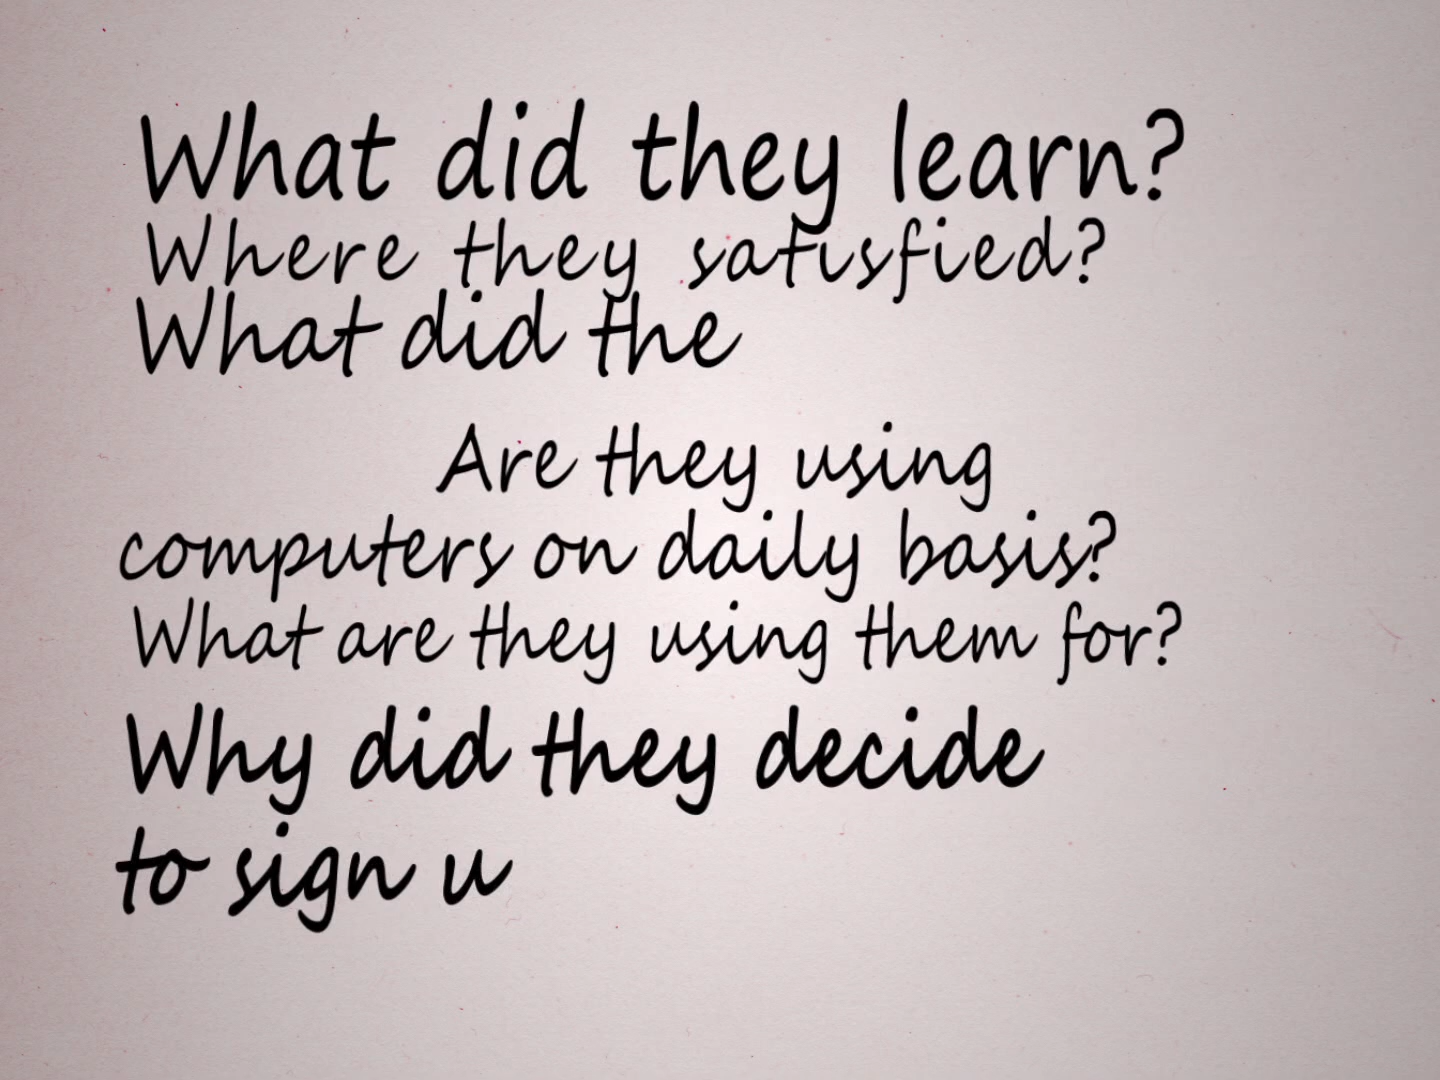 What did they learn?
Where they satisfied?
What did the
Are they using
computers on daily basis?
What are they using them for?
Why did they decide
to sign u